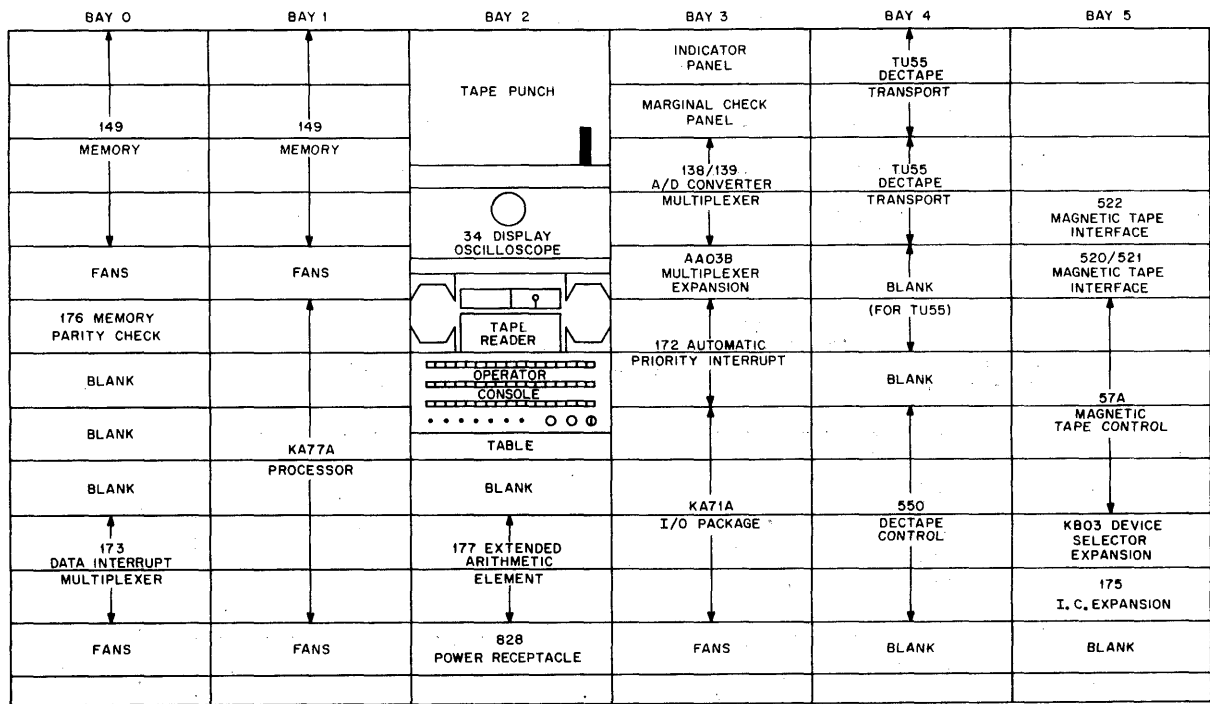 BAY 0
BAY 1
BAY 2
BAY 3
BAY 4
BAY 5
149
MEMORY
FANS
176 MEMORY
PARITY CHECK
BLANK
BLANK
BLANK
173
DATA INTERRUPT
MULTIPLEXER
FANS
149
MEMORY
FANS
KA77A
PROCESSOR
FANS
TAPE PUNCH
34 DISPLAY
OSCILLOSCOPE
TAPE
READER
OPERATOR
CONSOLE
TABLE
BLANK
177 EXTENDED
ARITHMETIC
ELEMENT
828
POWER RECEPTACLE
INDICATOR
PANEL
MARGINAL CHECK
PANEL
138/139
A/D CONVERTER
MULTIPLEXER
AA03B
MULTIPLEXER
EXPANSION
172 AUTOMATIC
PRIORITY INTERRUPT
KA71A
I/O PACKAGE
FANS
TU55
DECTAPE
TRANSPORT
TU55
DECTAPE
TRANSPORT
BLANK
(FOR TU55)
BLANK
550
DECTAPE
CONTROL
BLANK
522
MAGNETIC TAPE
INTERFACE
520/521
MAGNETIC TAPE
INTERFACE
57A
MAGNETIC
TAPE CONTROL
KB03 DEVICE
SELECTOR
EXPANSION
175
I.C. EXPANSION
BLANK